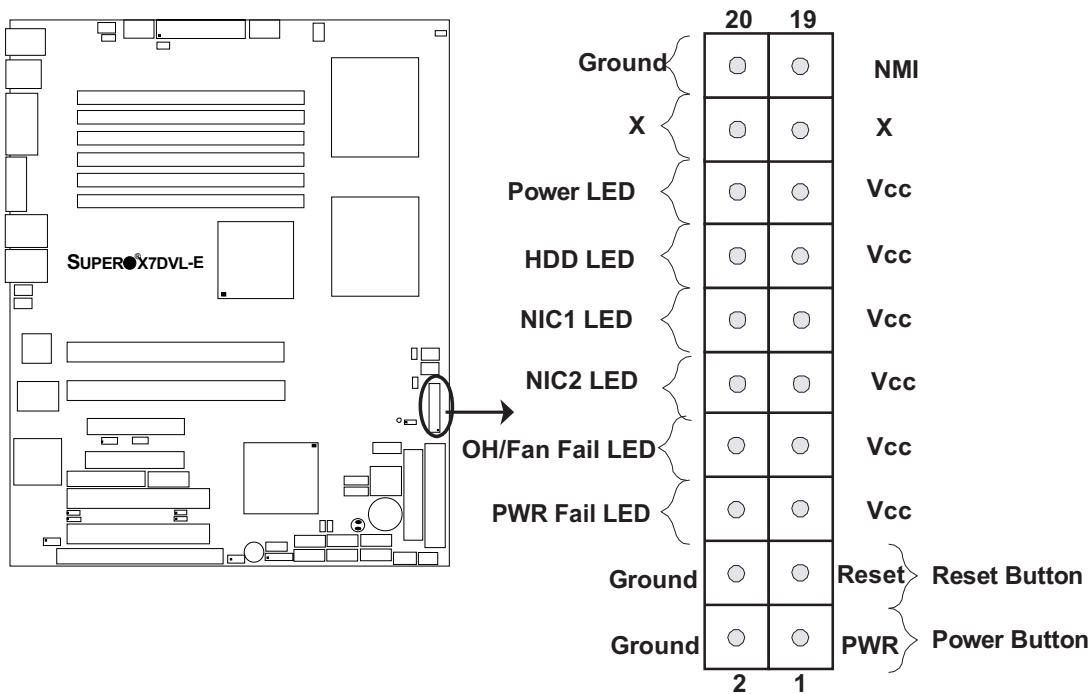 20 19
Ground NMI
X X
Power LED Vcc
HDD LED Vcc
SUPER®X7DVL-E
NIC1 LED Vcc
NIC2 LED Vcc
OH/Fan Fail LED Vcc
PWR Fail LED Vcc
Ground Reset Reset Button
Ground PWR Power Button
2 1